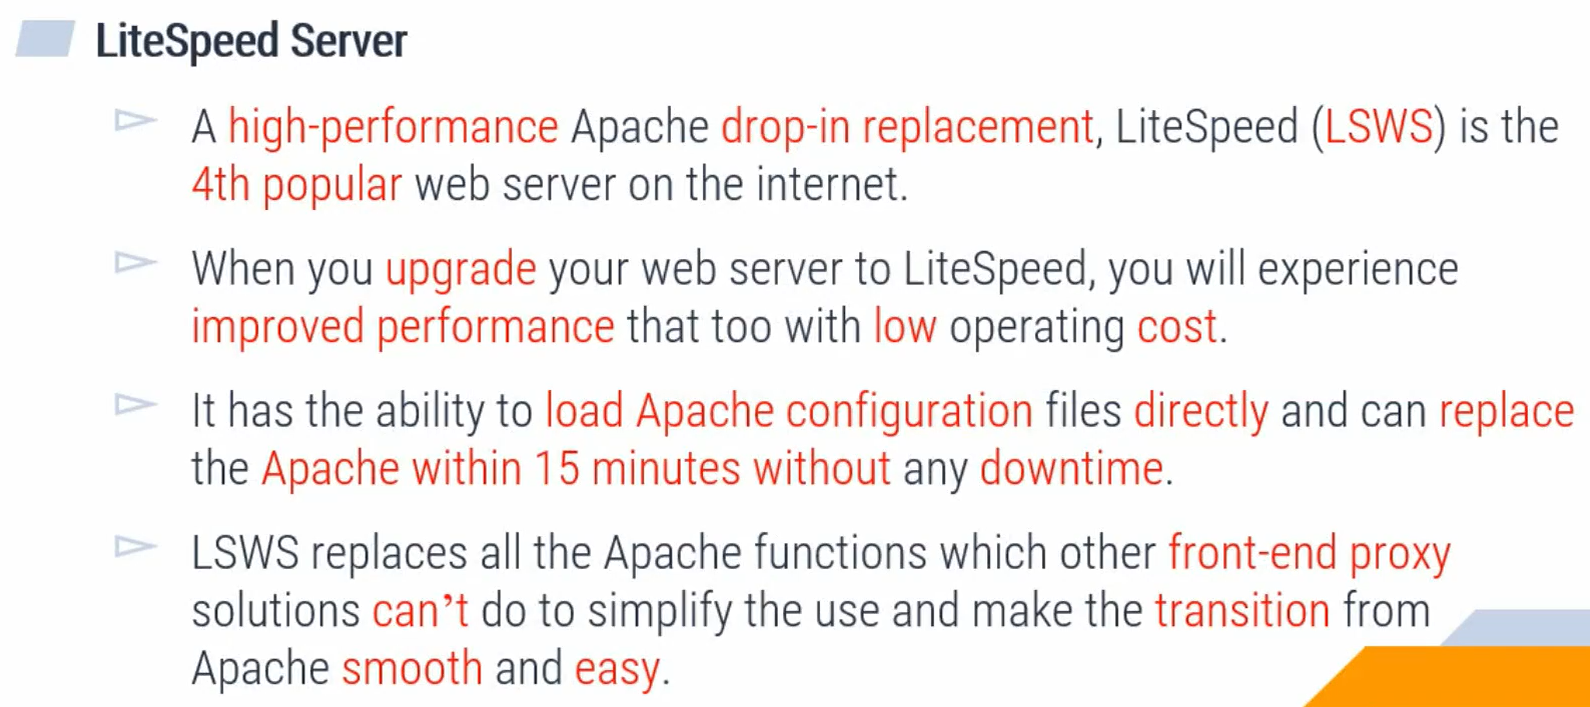 LiteSpeed Server
A high-performance Apache drop-in replacement, LiteSpeed (LSWS) is the
4th popular web server on the internet.
When you upgrade your web server to LiteSpeed, you will experience
improved performance that too with low operating cost.
It has the ability to load Apache configuration files directly and can replace
the Apache within 15 minutes without any downtime.
LSWS replaces all the Apache functions which other front-end proxy
solutions can’t do to simplify the use and make the transition from
Apache smooth and easy.